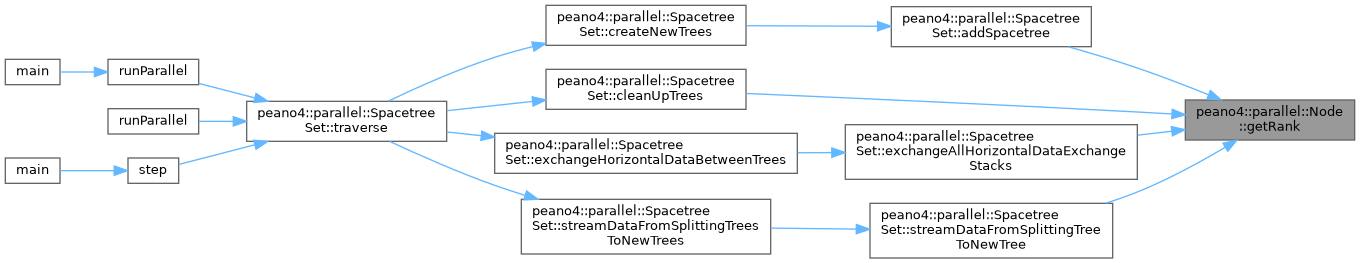 main
runParallel
runParallel
main
step
peano4::parallel::Spacetree
Set::traverse
peano4::parallel::Spacetree
Set::createNewTrees
peano4::parallel::Spacetree
Set::cleanUpTrees
peano4::parallel::Spacetree
Set::exchangeHorizontalDataBetweenTrees
peano4::parallel::Spacetree
Set::streamDataFromSplittingTrees
ToNewTrees
peano4::parallel::Spacetree
Set::addSpacetree
peano4::parallel::Spacetree
Set::exchangeAllHorizontalDataExchange
Stacks
peano4::parallel::Spacetree
Set::streamDataFromSplittingTree
ToNewTree
peano4::parallel::Node
::getRank